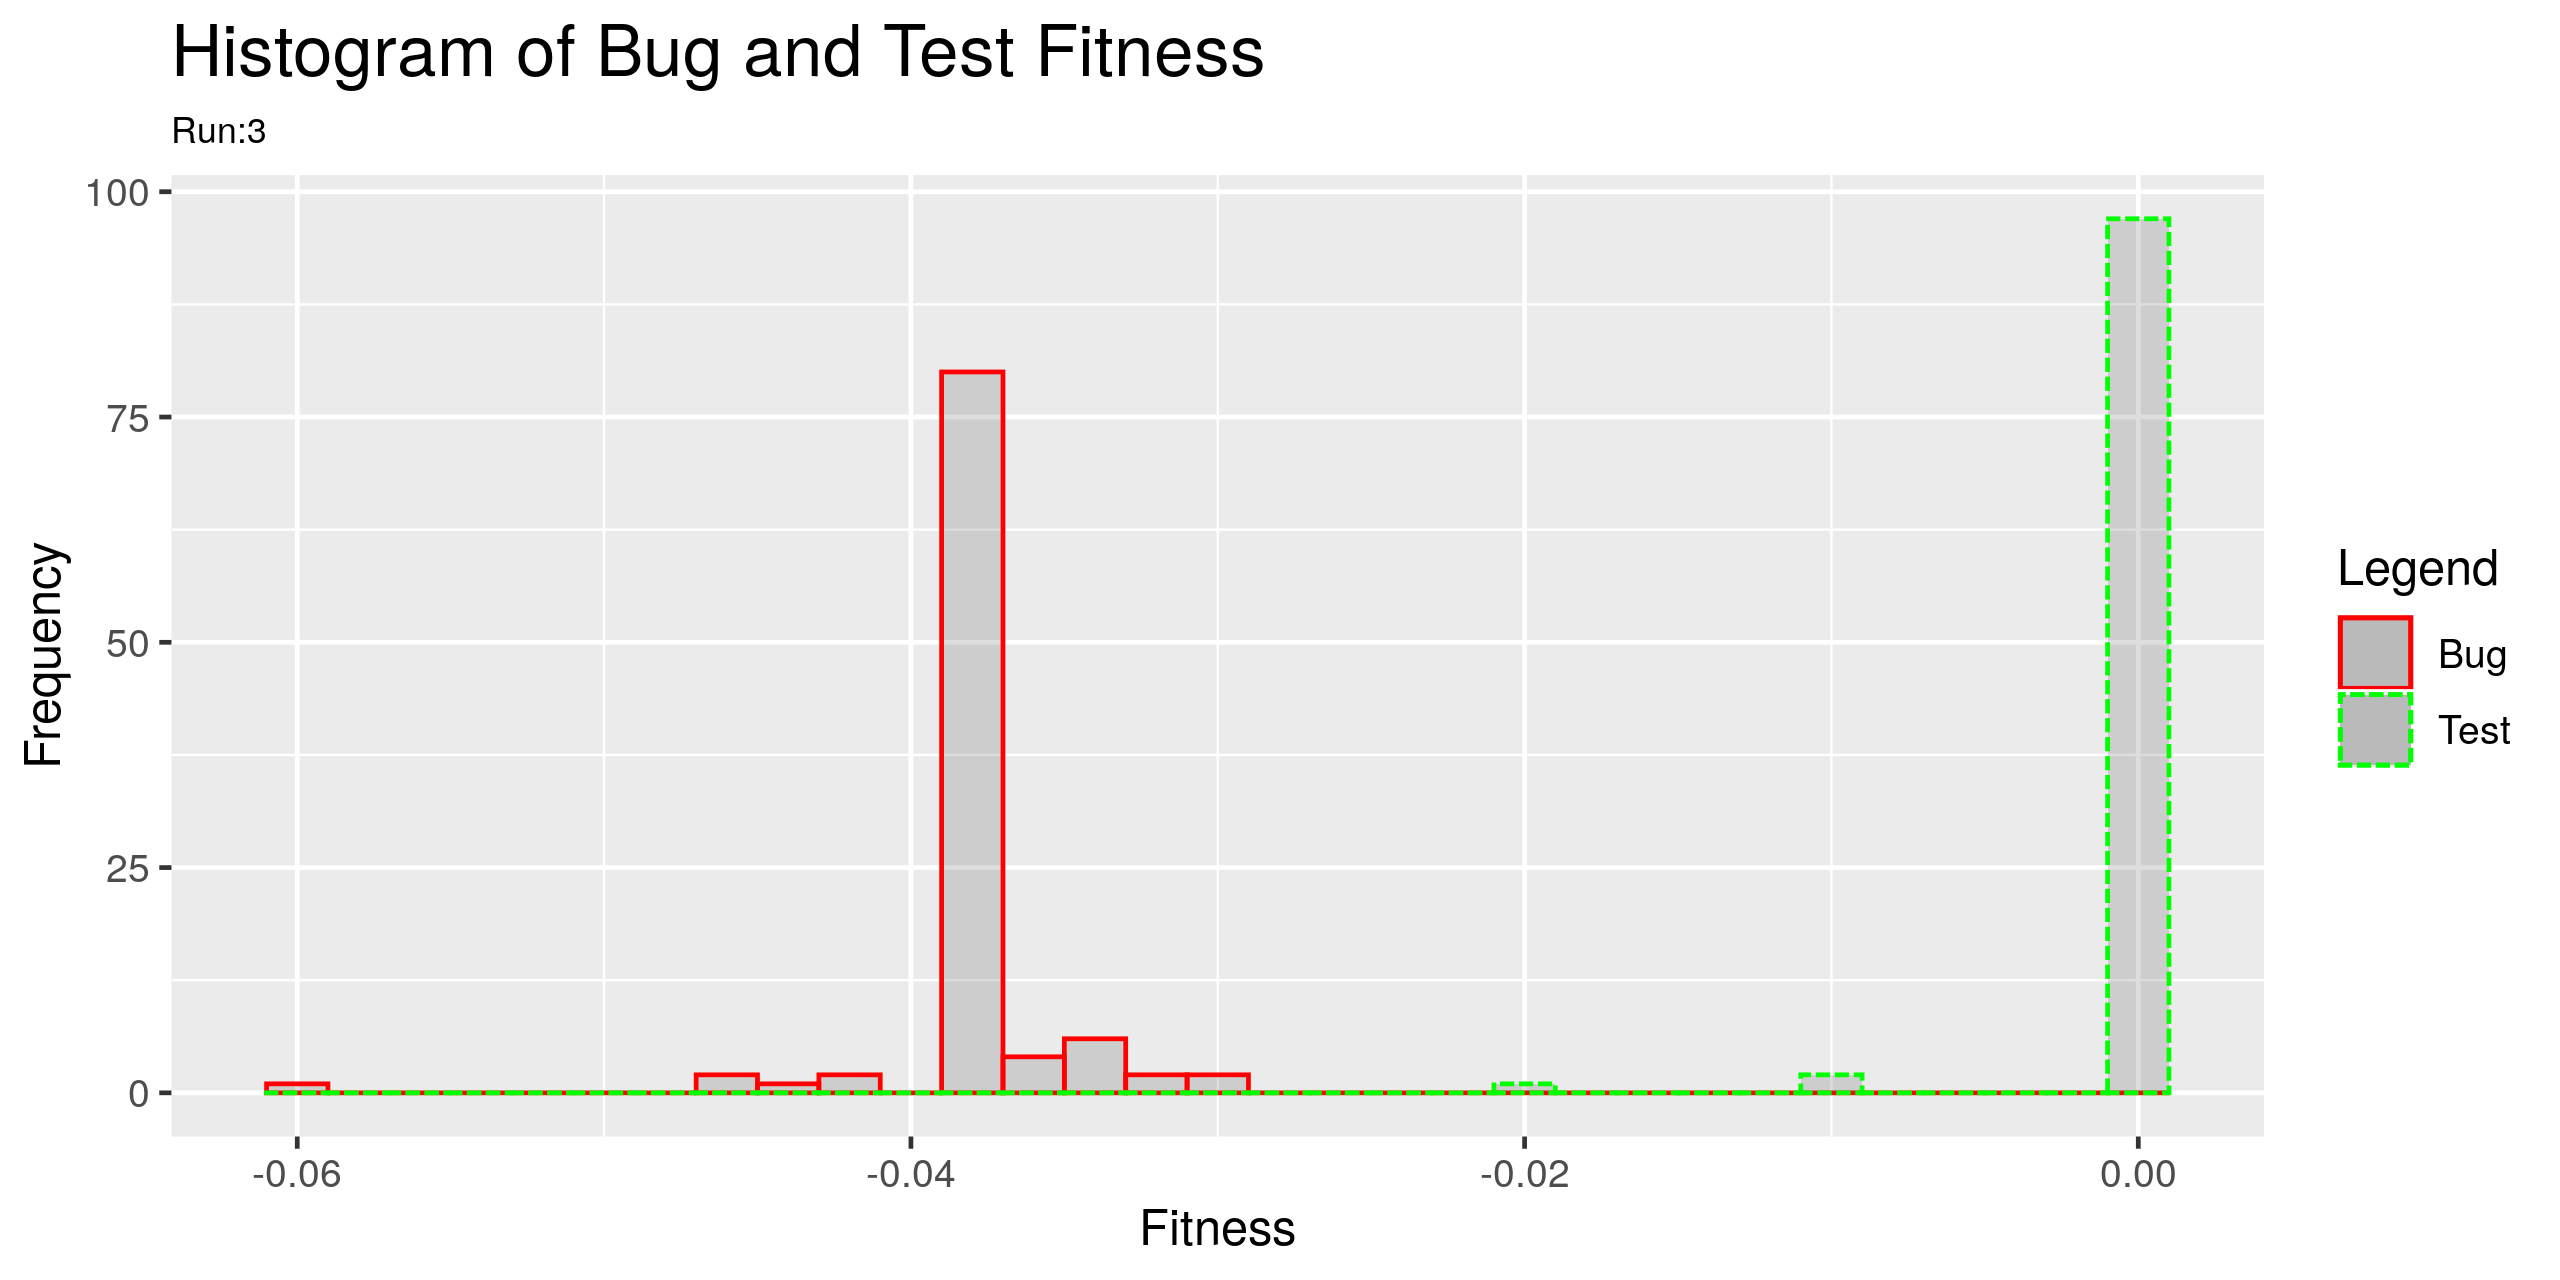 Histogram of Bug and Test Fitness
Run:3
100
75
50
25
0
Frequency
-0.06
-0.04
-0.02
0.00
Fitness
Legend
Bug
Test